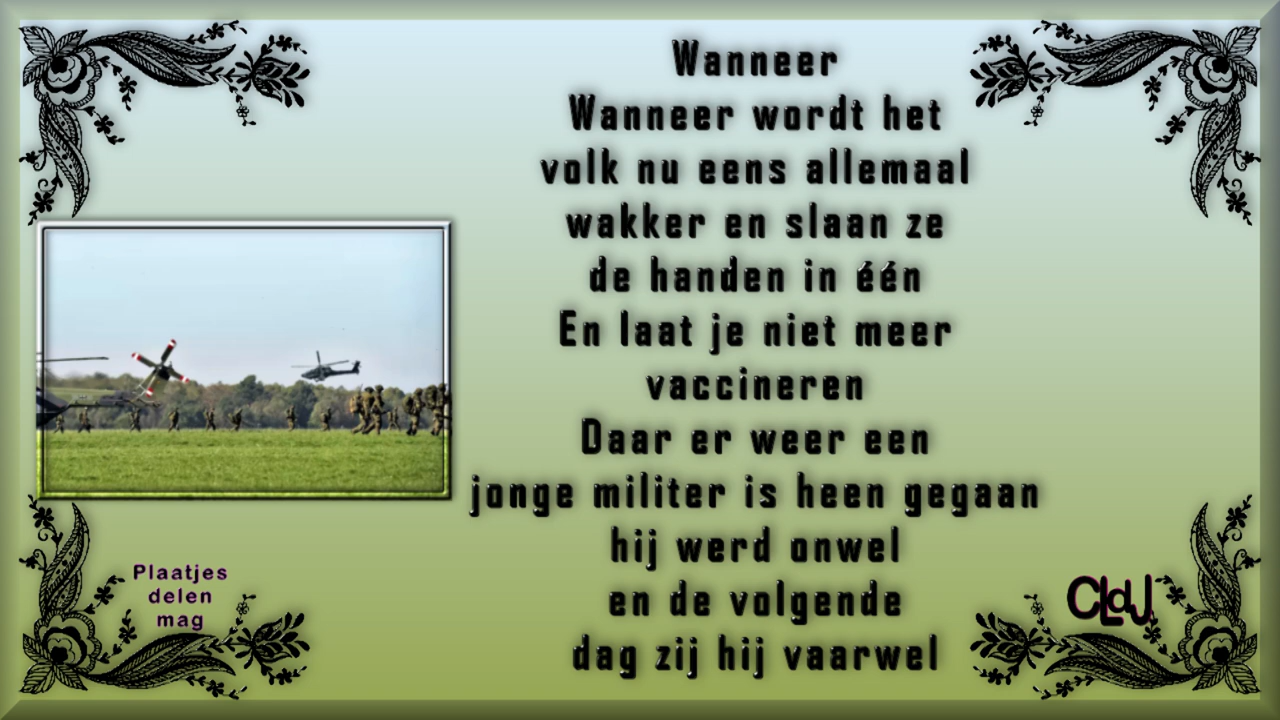 Wanneer
Wanneer wordt het
volk nu eens allemaal
wakker en slaan ze
de handen in één
En laat je niet meer
vaccineren
Daar er weer een
jonge militer is heen gegaan
hij werd onwel
en de volgende
dag zij hij vaarwel
Plaatjes
delen
mag
CLdJ